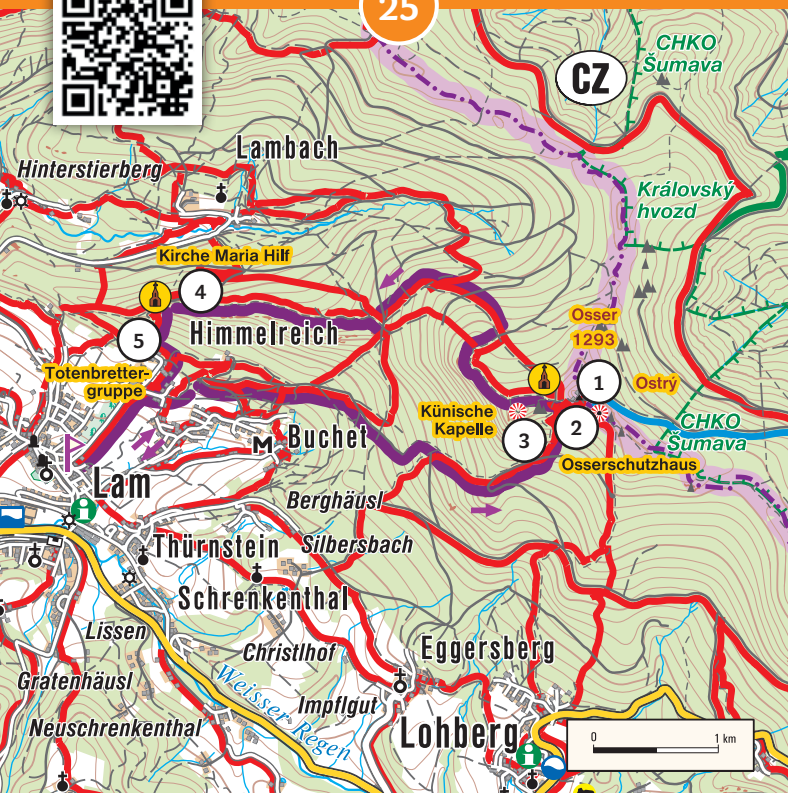 25
CHKO
Šumava
CZ
Lambach
Hinterstierberg
Královský
hvozd
Kirche Maria Hilf
4
Osser
1293
Himmelreich
5
Totenbretter-
gruppe
1
Ostrý
Künische
Kapelle
CHKO
Šumava
2
3
M
Buchet
Osserschutzhaus
Lam
Berghäusl
Thürnstein
Silbersbach
Schrenkenthal
Lissen
Christlhof
Eggersberg
Gratenhäusl
Weisser Regen
Impflgut
Neuschrenkenthal
Lohberg
0
1 km